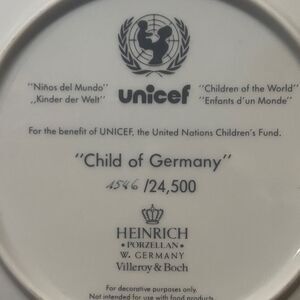 "Niños del Mundo" "Children of the World"
„Kinder der Welt" unicef "Enfants d'un Monde"
For the benefit of UNICEF, the United Nations Children's Fund.
"Child of Germany"
1546 /24,500
HEINRICH
• PORZELLAN •
W. GERMANY
Villeroy & Boch
For decorative purposes only.
Not intended for use with food products.